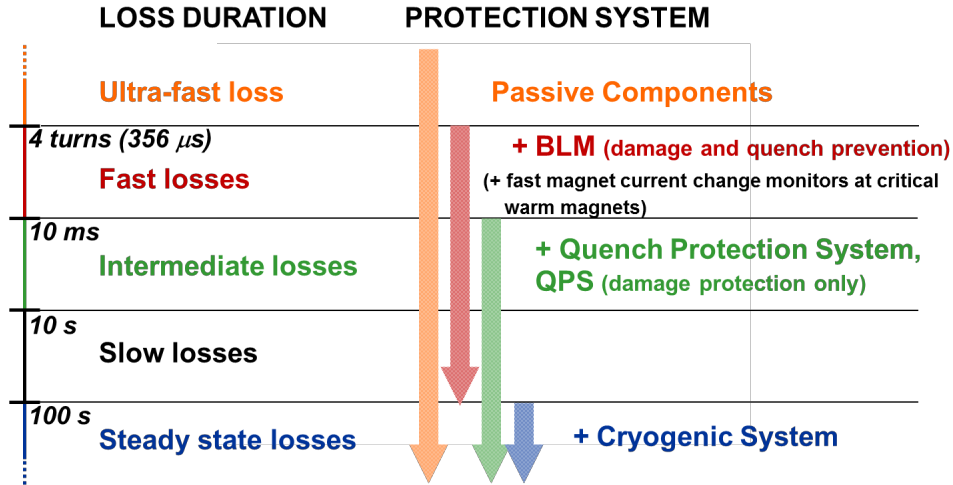 LOSS DURATION PROTECTION SYSTEM
Ultra-fast loss Passive Components
4 turns (356 μs)
+ BLM (damage and quench prevention)
Fast losses
(+ fast magnet current change monitors at critical
warm magnets)
10 ms
+ Quench Protection System,
Intermediate losses
QPS (damage protection only)
10 s
Slow losses
100 s
Steady state losses + Cryogenic System